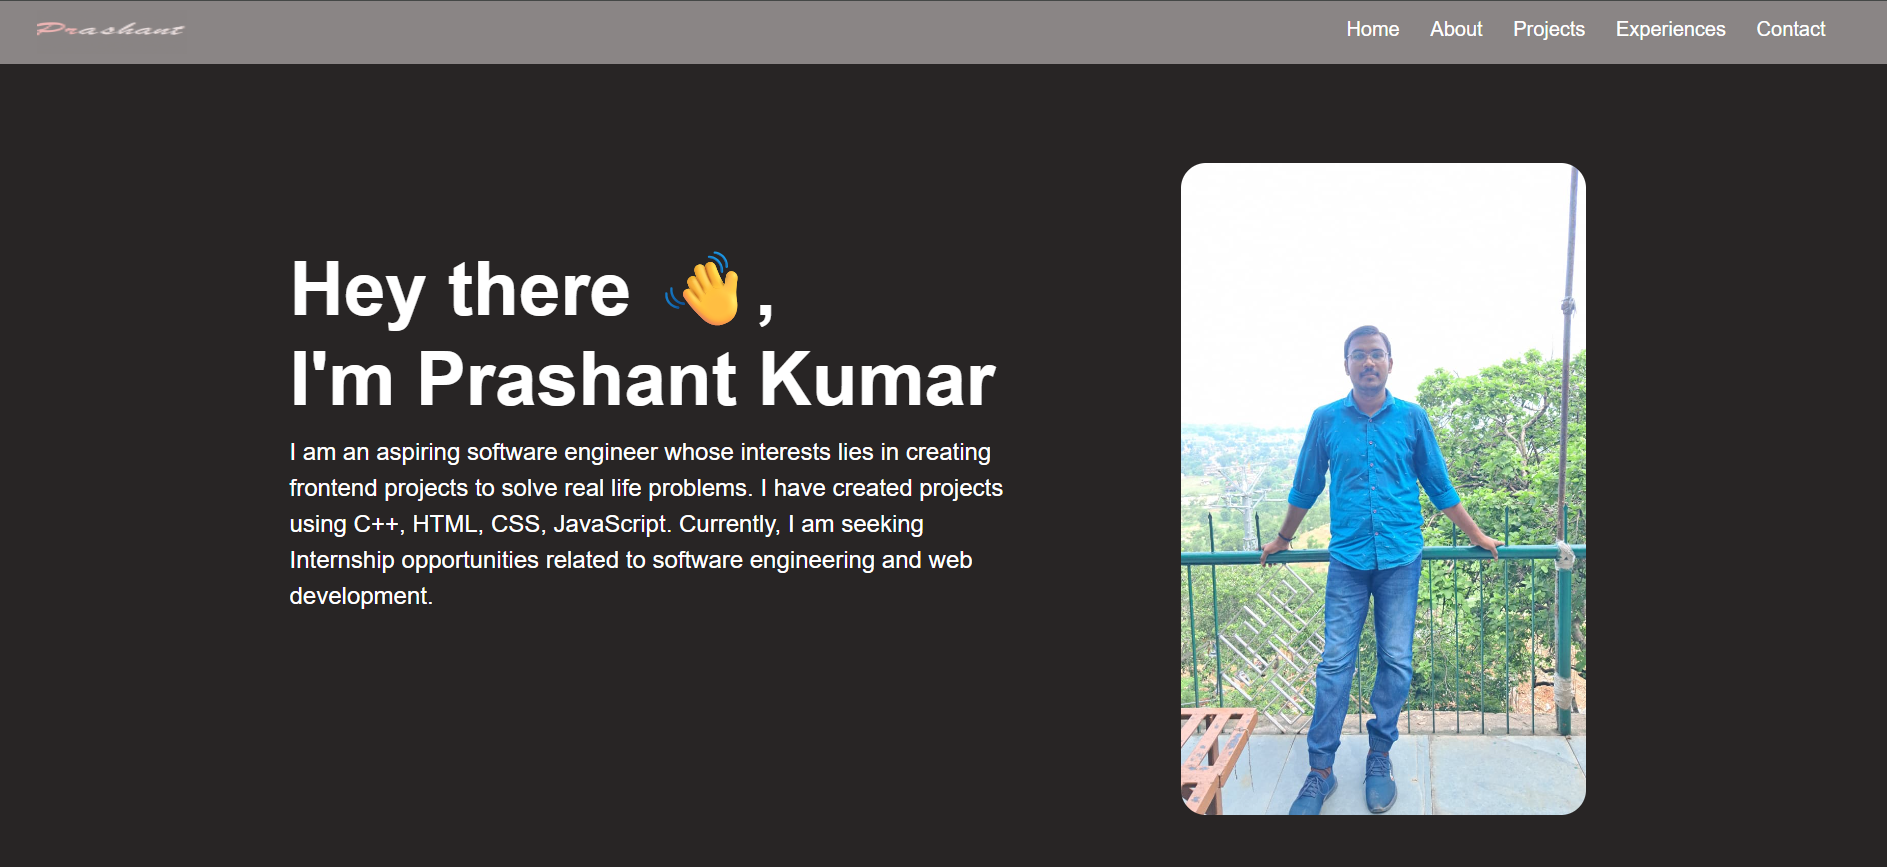 Prashant
Home About Projects Experiences Contact
Hey there 👋,
I'm Prashant Kumar
I am an aspiring software engineer whose interests lies in creating
frontend projects to solve real life problems. I have created projects
using C++, HTML, CSS, JavaScript. Currently, I am seeking
Internship opportunities related to software engineering and web
development.